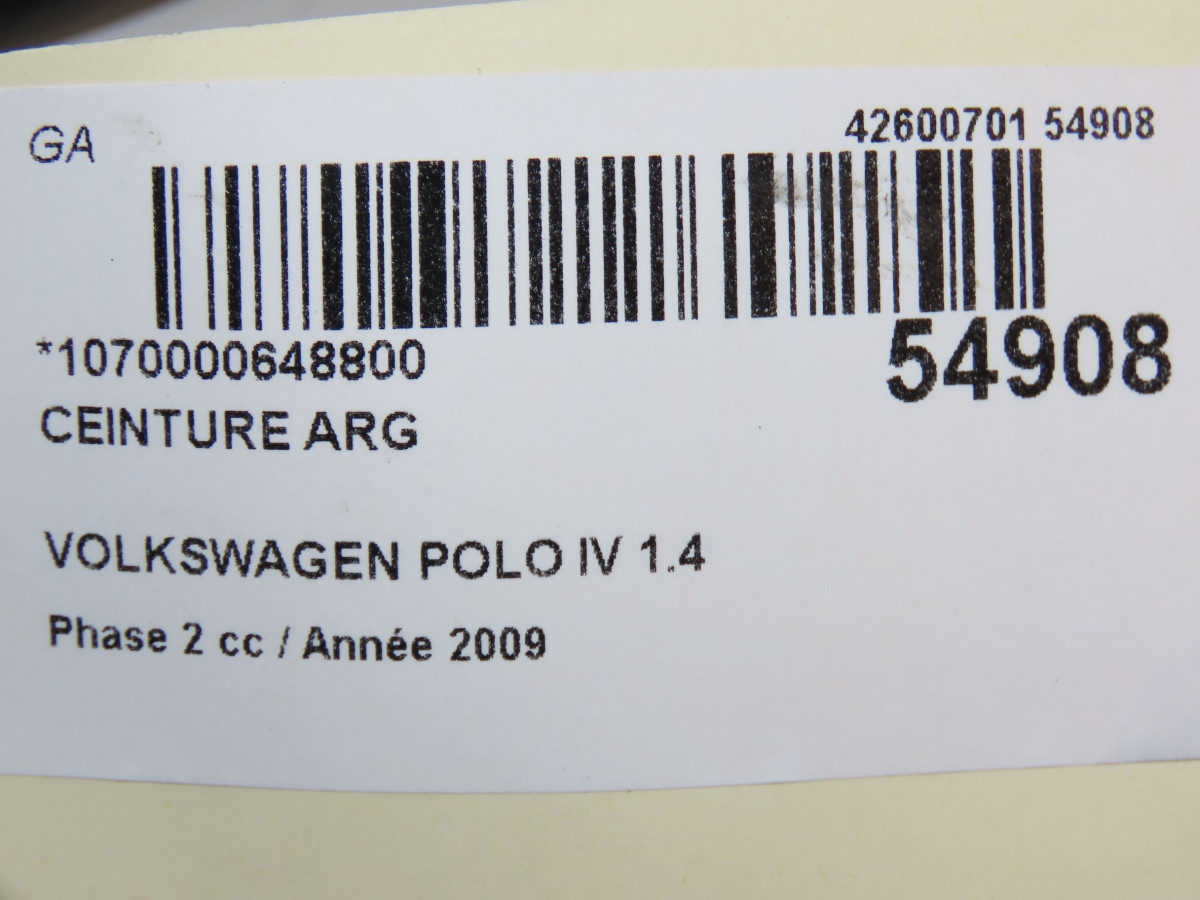 GA
42600701 54908
*1070000648800
54908
CEINTURE ARG
VOLKSWAGEN POLO IV 1.4
Phase 2 cc / Année 2009